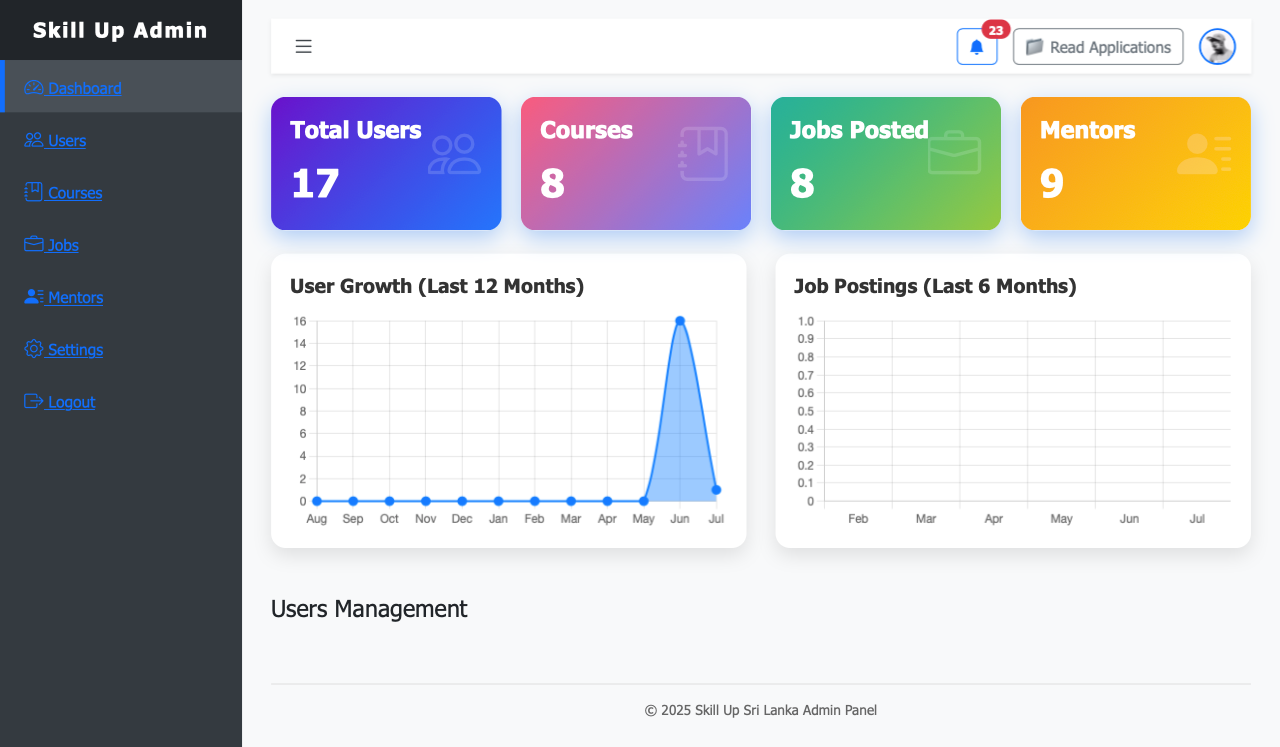 Skill Up Admin
Dashboard
Users
Courses
Jobs
Mentors
Settings
Logout
23
Read Applications
Total Users
17
Courses
8
Jobs Posted
8
Mentors
9
User Growth (Last 12 Months)
16
14
12
10
8
6
4
2
0
Aug Sep Oct Nov Dec Jan Feb Mar Apr May Jun Jul
Job Postings (Last 6 Months)
1.0
0.9
0.8
0.7
0.6
0.5
0.4
0.3
0.2
0.1
0
Feb Mar Apr May Jun Jul
Users Management
© 2025 Skill Up Sri Lanka Admin Panel